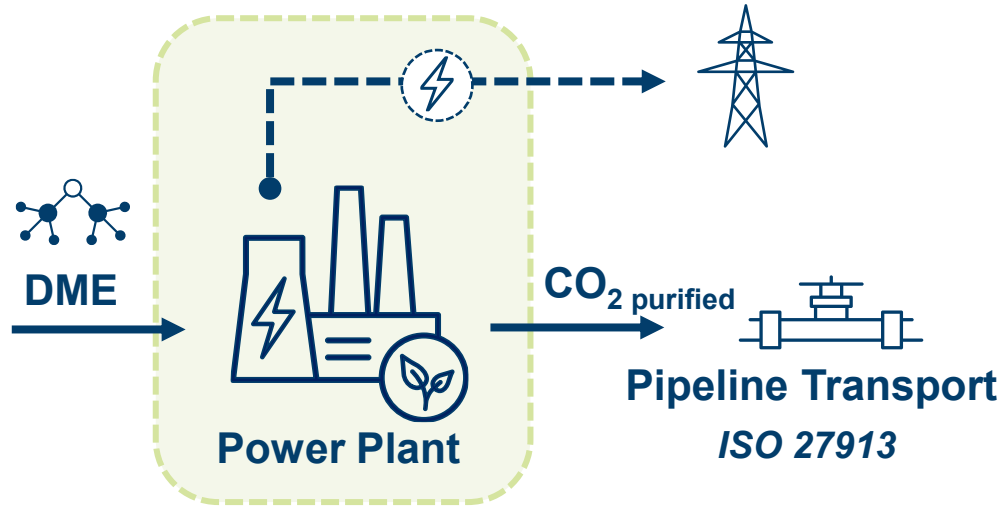 DME
CO2 purified
Power Plant
Pipeline Transport
ISO 27913